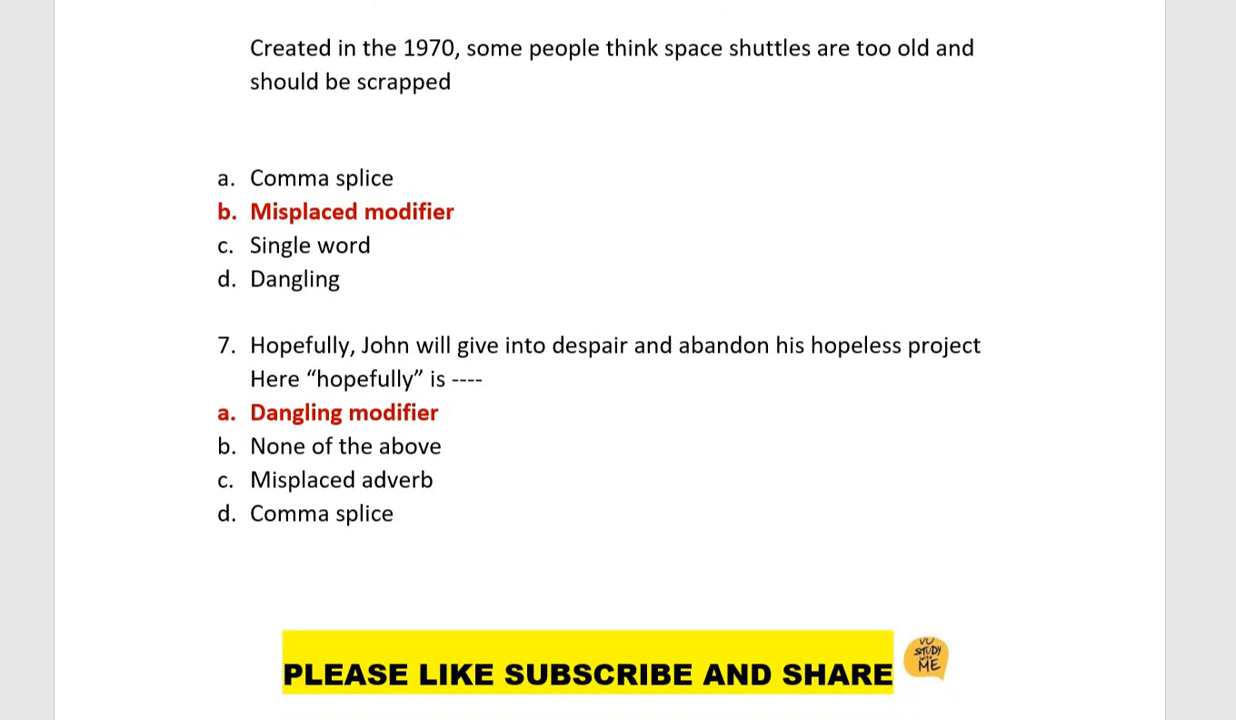 Created in the 1970, some people think space shuttles are too old and
should be scrapped
a. Comma splice
b. Misplaced modifier
c. Single word
d. Dangling
7. Hopefully, John will give into despair and abandon his hopeless project
Here “hopefully” is ----
a. Dangling modifier
b. None of the above
c. Misplaced adverb
d. Comma splice
PLEASE LIKE SUBSCRIBE AND SHARE
VU
STUDY
ME